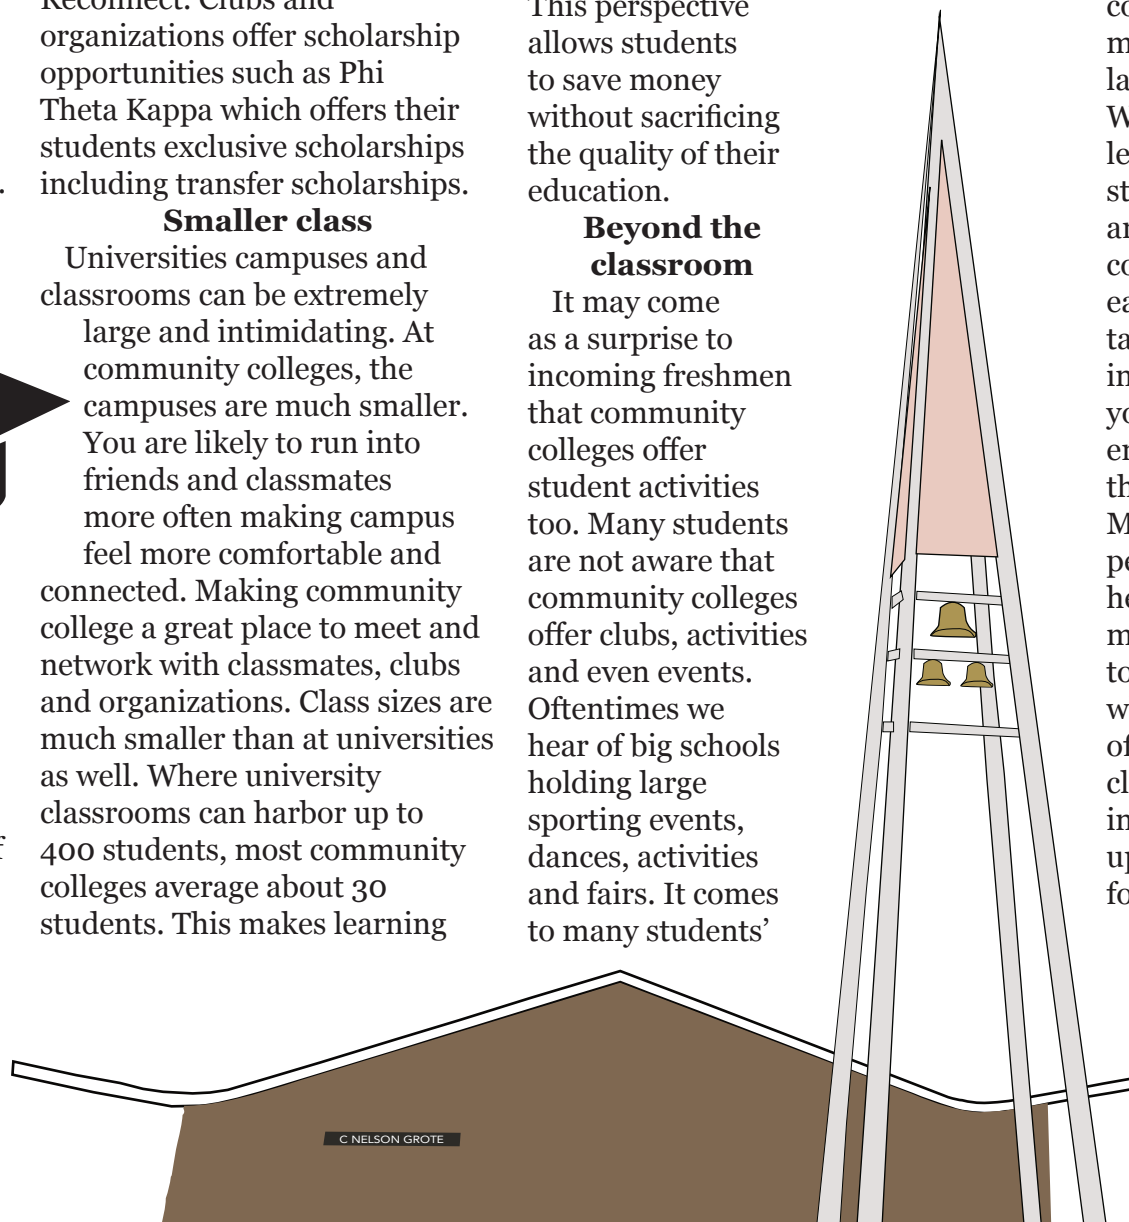 Reconnect. Clubs and
organizations offer scholarship
opportunities such as Phi
Theta Kappa which offers their
students exclusive scholarships
including transfer scholarships.
Smaller class
Universities campuses and
classrooms can be extremely
large and intimidating. At
community colleges, the
campuses are much smaller.
You are likely to run into
friends and classmates
more often making campus
feel more comfortable and
connected. Making community
college a great place to meet and
network with classmates, clubs
and organizations. Class sizes are
much smaller than at universities
as well. Where university
classrooms can harbor up to
400 students, most community
colleges average about 30
students. This makes learning
This perspective
allows students
to save money
without sacrificing
the quality of their
education.
Beyond the
classroom
It may come
as a surprise to
incoming freshmen
that community
colleges offer
student activities
too. Many students
are not aware that
community colleges
offer clubs, activities
and even events.
Oftentimes we
hear of big schools
holding large
sporting events,
dances, activities
and fairs. It comes
to many students’
C NELSON GROTE